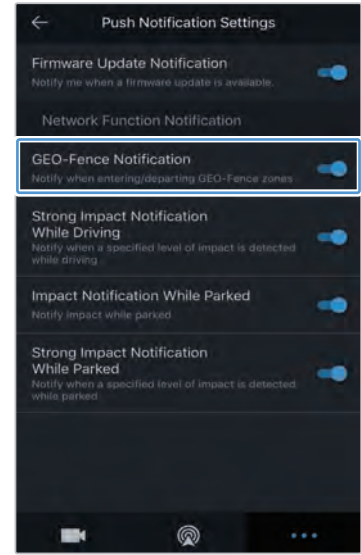 Push Notification Settings
Firmware Update Notification
Notify me when a firmware update is available.
Network Function Notification
GEO-Fence Notification
Notify when entering/departing GEO-Fence zones
Strong Impact Notification
While Driving
Notify when a specified level of impact is detected
while driving
Impact Notification While Parked
Notify impact while parked
Strong Impact Notification
While Parked
Notify when a specified level of impact is detected
while parked